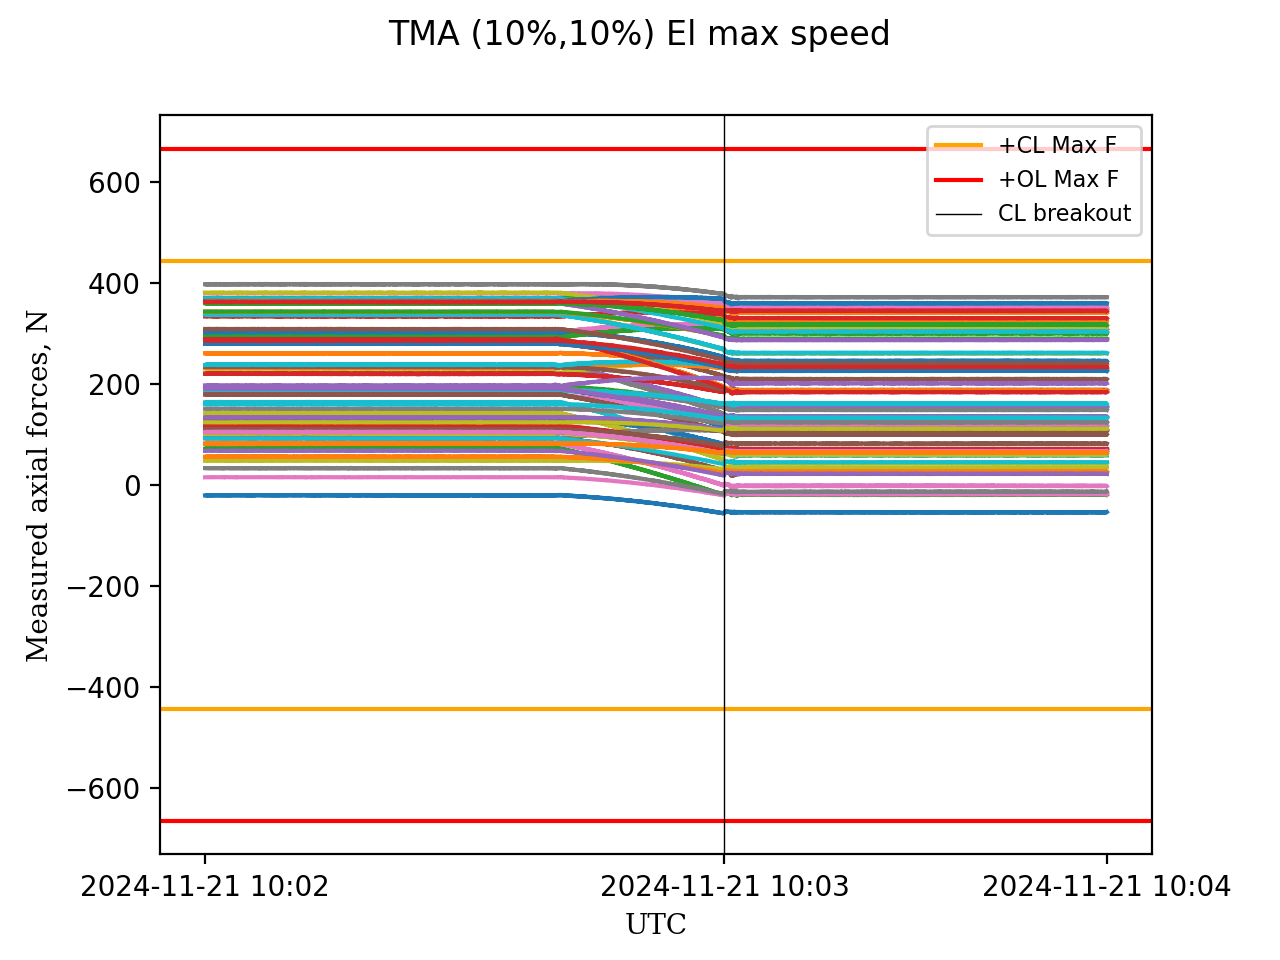 TMA (10%,10%) El max speed
+CL Max F
+OL Max F
CL breakout
600
400
200
0
−200
−400
−600
Measured axial forces, N
2024-11-21 10:02
2024-11-21 10:03
2024-11-21 10:04
UTC